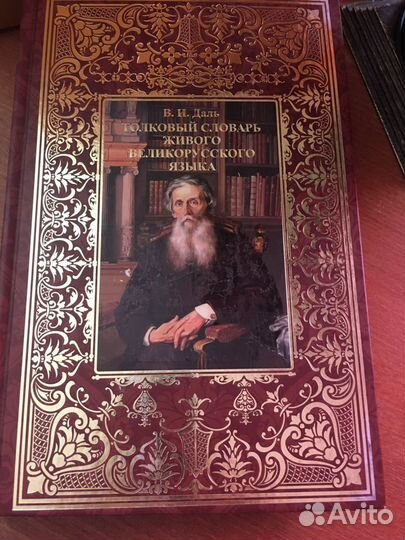 В. И. Даль
ТОЛКОВЫЙ СЛОВАРЬ
ЖИВОГО
ВЕЛИКОРУССКОГО
ЯЗЫКА
Avito